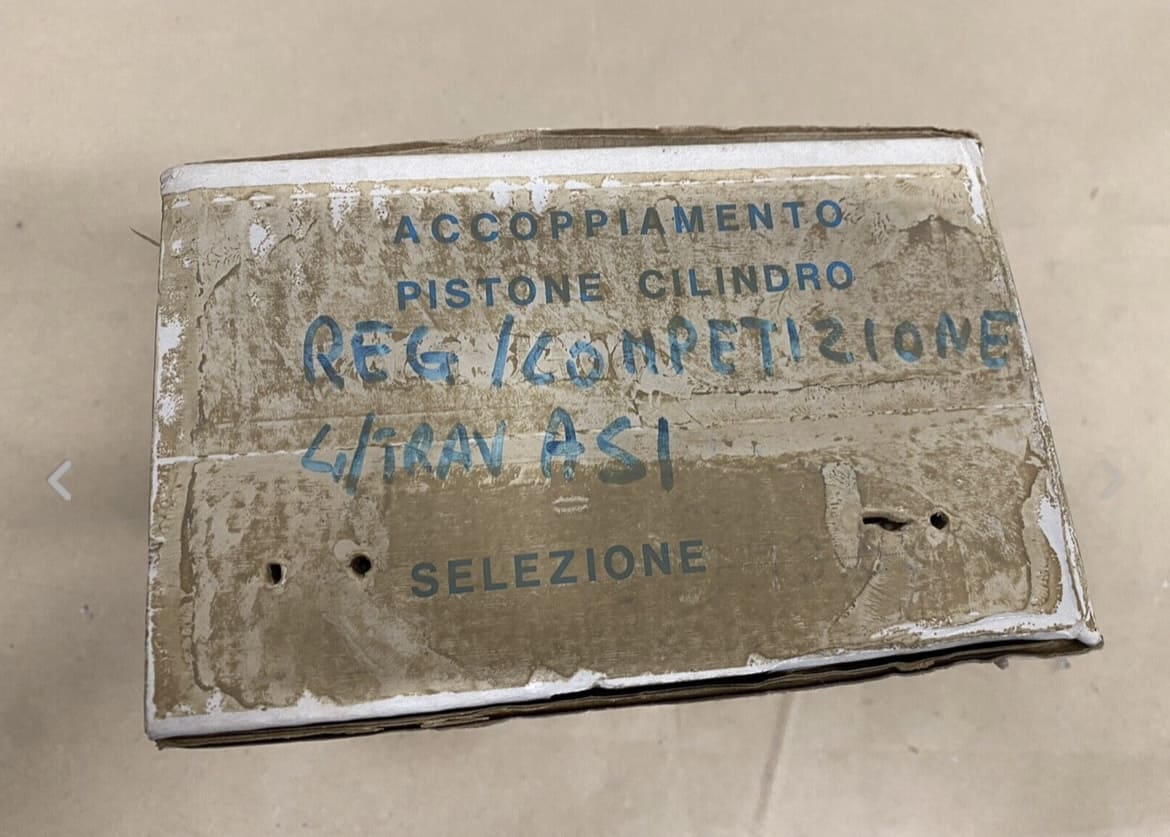 ACCOPPIAMENTO
PISTONE CILINDRO
REG/COMPETIZIONE
4/TRAV ASI
SELEZIONE